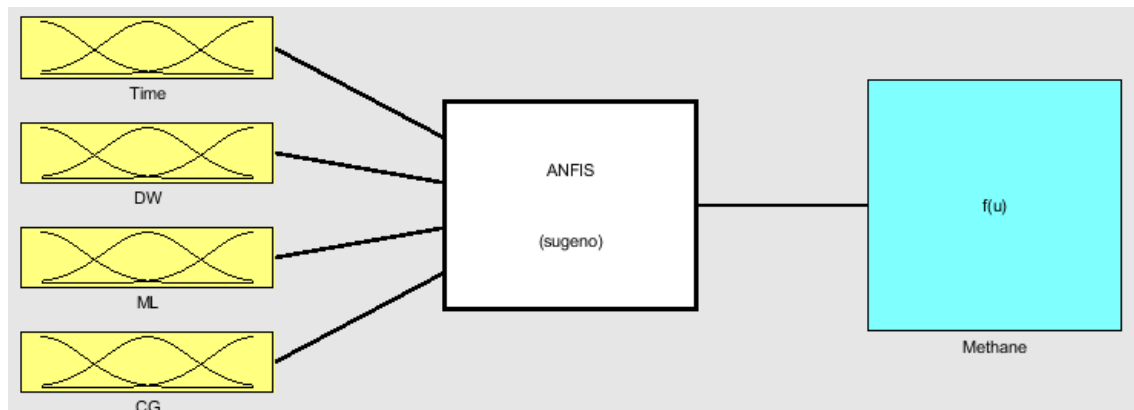 Time
DW
ML
CG
ANFIS
(sugeno)
f(u)
Methane